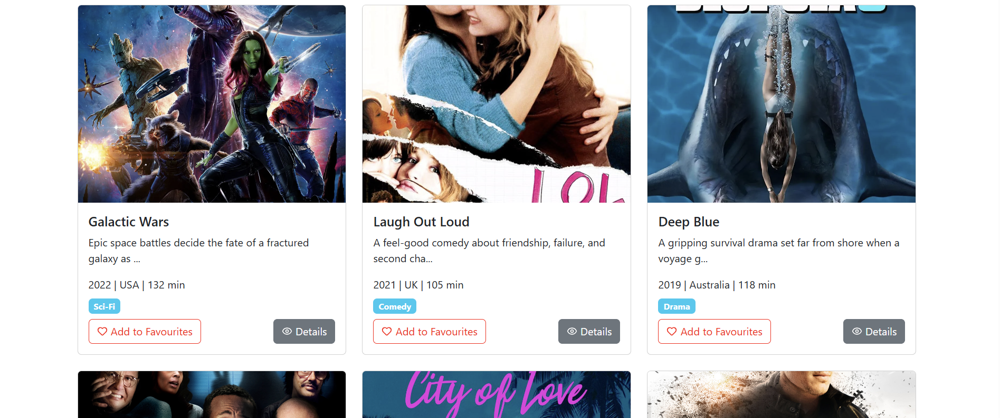 Galactic Wars
Epic space battles decide the fate of a fractured
galaxy as ...
2022 | USA | 132 min
Sci-Fi
Add to Favourites
Details
LOL
Laugh Out Loud
A feel-good comedy about friendship, failure, and
second cha...
2021 | UK | 105 min
Comedy
Add to Favourites
Details
Deep Blue
A gripping survival drama set far from shore when a
voyage g...
2019 | Australia | 118 min
Drama
Add to Favourites
Details
City of Love